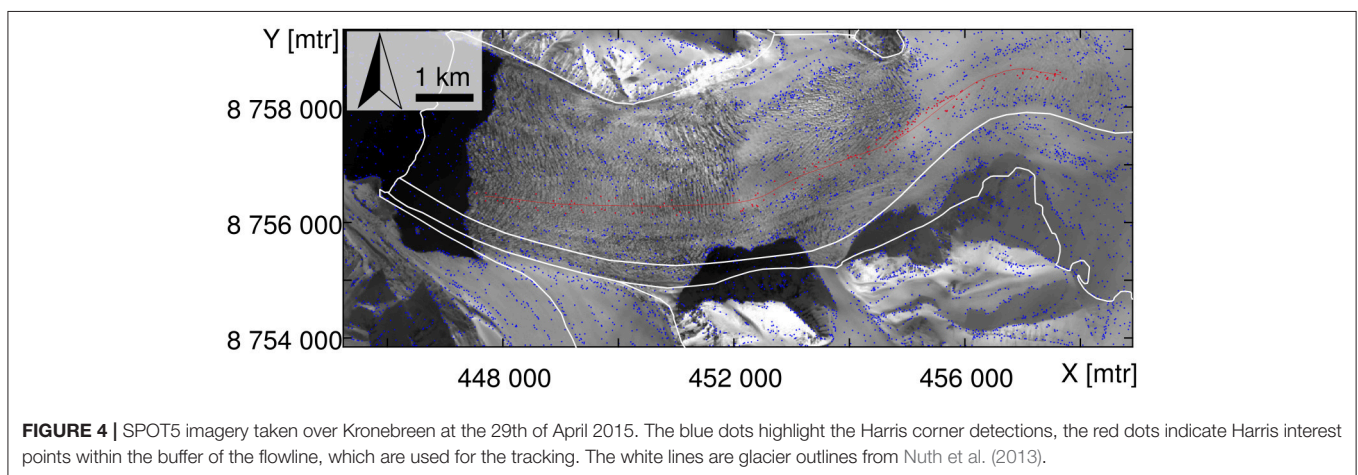 Y [mtr]
1 km
8 758 000
8 756 000
8 754 000
448 000
452 000
456 000
X [mtr]
FIGURE 4 | SPOT5 imagery taken over Kronebreen at the 29th of April 2015. The blue dots highlight the Harris corner detections, the red dots indicate Harris interest
points within the buffer of the flowline, which are used for the tracking. The white lines are glacier outlines from Nuth et al. (2013).